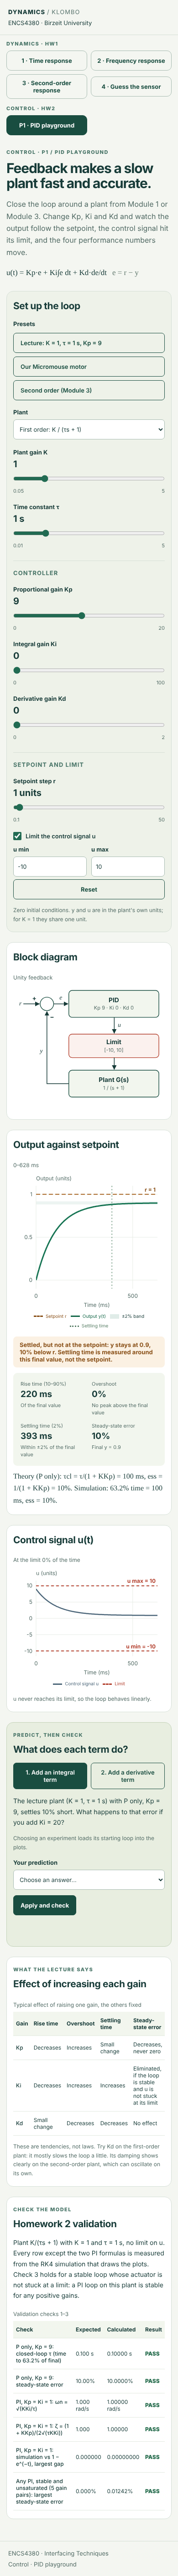 DYNAMICS / KLOMBO
ENCS4380 · Birzeit University
DYNAMICS · HW1
1 · Time response
2 · Frequency response
3 · Second-order
response
4 · Guess the sensor
CONTROL · HW2
P1 · PID playground
CONTROL · P1 / PID PLAYGROUND
Feedback makes a slow
plant fast and accurate.
Close the loop around a plant from Module 1 or
Module 3. Change Kp, Ki and Kd and watch the
output follow the setpoint, the control signal hit
its limit, and the four performance numbers
move.
u(t) = Kp·e + Ki∫e dt + Kd·de/dt   e = r − y
Set up the loop
Presets
Lecture: K = 1, τ = 1 s, Kp = 9
Our Micromouse motor
Second order (Module 3)
Plant
First order: K / (τs + 1)
Plant gain K
1
0.05 5
Time constant τ
1 s
0.01 5
CONTROLLER
Proportional gain Kp
9
0 20
Integral gain Ki
0
0 100
Derivative gain Kd
0
0 2
SETPOINT AND LIMIT
Setpoint step r
1 units
0.1 50
Limit the control signal u
u min u max
-10 10
Reset
Zero initial conditions. y and u are in the plant's own units;
for K = 1 they share one unit.
Block diagram
Unity feedback
r + e − y
PID
Kp 9 · Ki 0 · Kd 0
u
Limit
[-10, 10]
Plant G(s)
1 / (s + 1)
Output against setpoint
0–626 ms
Output (units)
r = 1
1
0.5
0
0 500
Time (ms)
Setpoint r Output y(t) ±2% band
Settling time
Settled, but not at the setpoint: y stays at 0.9,
10% below r. Settling time is measured around
this final value, not the setpoint.
Rise time (10–90%)
220 ms
Of the final value
Overshoot
0%
No peak above the final
value
Settling time (2%)
393 ms
Within ±2% of the final
value
Steady-state error
10%
Final y = 0.9
Theory (P only): τcl = τ/(1 + KKp) = 100 ms, ess =
1/(1 + KKp) = 10%. Simulation: 63.2% time = 100
ms, ess = 10%.
Control signal u(t)
At the limit 0% of the time
u (units)
u max = 10
10
5
0
−5
−10
u min = -10
0 500
Time (ms)
Control signal u Limit
u never reaches its limit, so the loop behaves linearly.
PREDICT, THEN CHECK
What does each term do?
1. Add an integral
term
2. Add a derivative
term
The lecture plant (K = 1, τ = 1 s) with P only, Kp =
9, settles 10% short. What happens to that error if
you add Ki = 20?
Choosing an experiment loads its starting loop into the
plots.
Your prediction
Choose an answer...
Apply and check
WHAT THE LECTURE SAYS
Effect of increasing each gain
Typical effect of raising one gain, the others fixed
Gain Rise time Overshoot Settling time Steady-state error
Kp Decreases Increases Small change Decreases, never zero
Ki Decreases Increases Increases Eliminated, if the loop is stable and u is not stuck at its limit
Kd Small change Decreases Decreases No effect
These are tendencies, not laws. Try Kd on the first-order
plant: it mostly slows the loop a little. Its damping shows
clearly on the second-order plant, which can oscillate on
its own.
CHECK THE MODEL
Homework 2 validation
Plant K/(τs + 1) with K = 1 and τ = 1 s, no limit on u.
Every row except the two PI formulas is measured
from the RK4 simulation that draws the plots.
Check 3 holds for a stable loop whose actuator is
not stuck at a limit: a PI loop on this plant is stable
for any positive gains.
Validation checks 1–3
Check Expected Calculated Result
P only, Kp = 9: closed-loop τ (time to 63.2% of final) 0.100 s 0.10000 s PASS
P only, Kp = 9: steady-state error 10.00% 10.0000% PASS
PI, Kp = Ki = 1: ωn = √(KKi/τ) 1.000 rad/s 1.00000 rad/s PASS
PI, Kp = Ki = 1: ζ = (1 + KKp)/(2√(τKKi)) 1.000 1.00000 PASS
PI, Kp = Ki = 1: simulation vs 1 − e^(−t), largest gap 0.000000 0.00000000 PASS
Any PI, stable and unsaturated (5 gain pairs): largest steady-state error 0.000% 0.01242% PASS
ENCS4380 · Interfacing Techniques
Control · PID playground